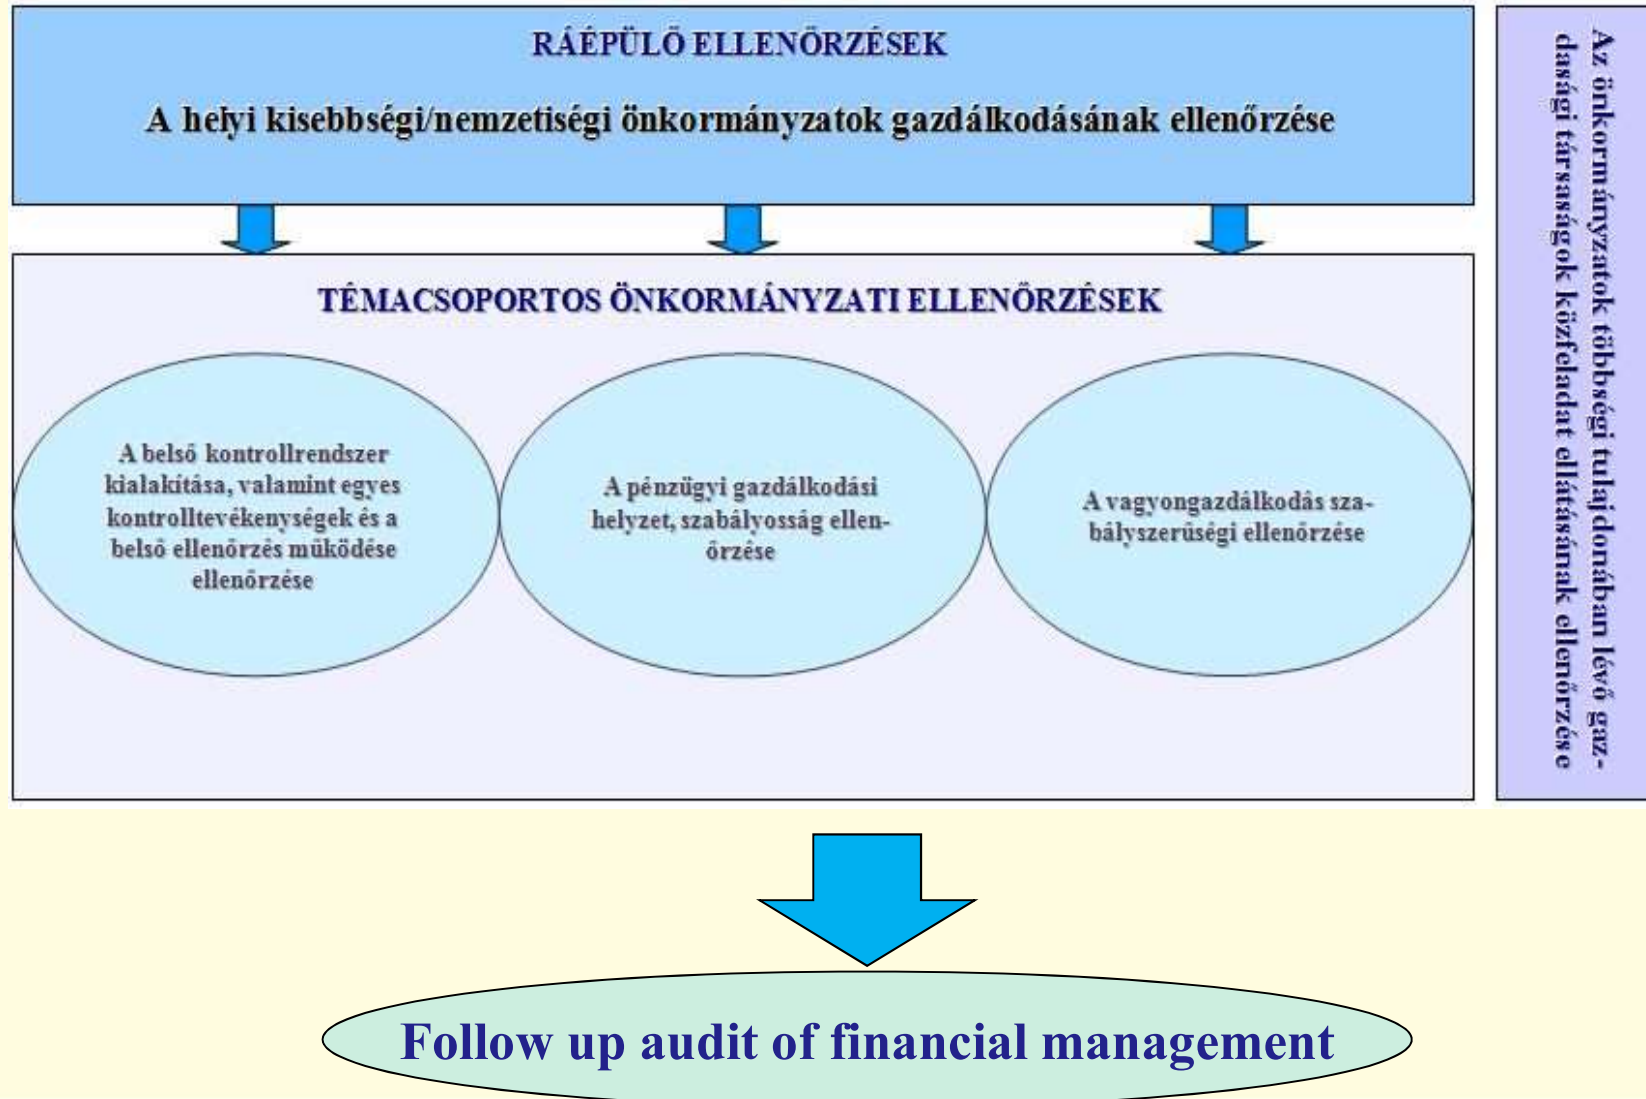 RÁÉPÜLŐ ELLENŐRZÉSEK
A helyi kisebbségi/nemzetiségi önkormányzatok gazdálkodásának ellenőrzése
TÉMACSOPORTOS ÖNKORMÁNYZATI ELLENŐRZÉSEK
A belső kontrollrendszer
kialakítása, valamint egyes
kontrolltevékenységek és a
belső ellenőrzés működése
ellenőrzése
A pénzügyi gazdálkodási
helyzet, szabályosság ellen-
őrzése
A vagyongazdálkodás sza-
bályszerűségi ellenőrzése
Az önkormányzatok többségi tulajdonában lévő gaz-
dasági társaságok közfeladat ellátásának ellenőrzése
Follow up audit of financial management